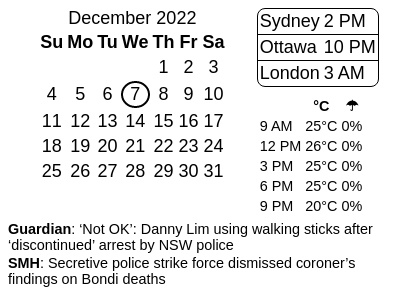 December 2022
Su Mo Tu We Th Fr Sa
1 2 3
4 5 6 7 8 9 10
11 12 13 14 15 16 17
18 19 20 21 22 23 24
25 26 27 28 29 30 31
Sydney 2 PM
Ottawa 10 PM
London 3 AM
°C ☂
9 AM 25°C 0%
12 PM 26°C 0%
3 PM 25°C 0%
6 PM 25°C 0%
9 PM 20°C 0%
Guardian: ‘Not OK’: Danny Lim using walking sticks after
‘discontinued’ arrest by NSW police
SMH: Secretive police strike force dismissed coroner’s
findings on Bondi deaths